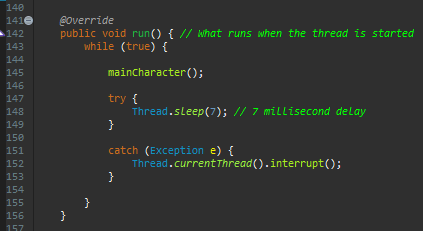 140
141 @Override
142 public void run() { // What runs when the thread is started
143 while (true) {
144
145 mainCharacter();
146
147 try {
148 Thread.sleep(7); // 7 millisecond delay
149 }
150
151 catch (Exception e) {
152 Thread.currentThread().interrupt();
153 }
154
155 }
156 }
157